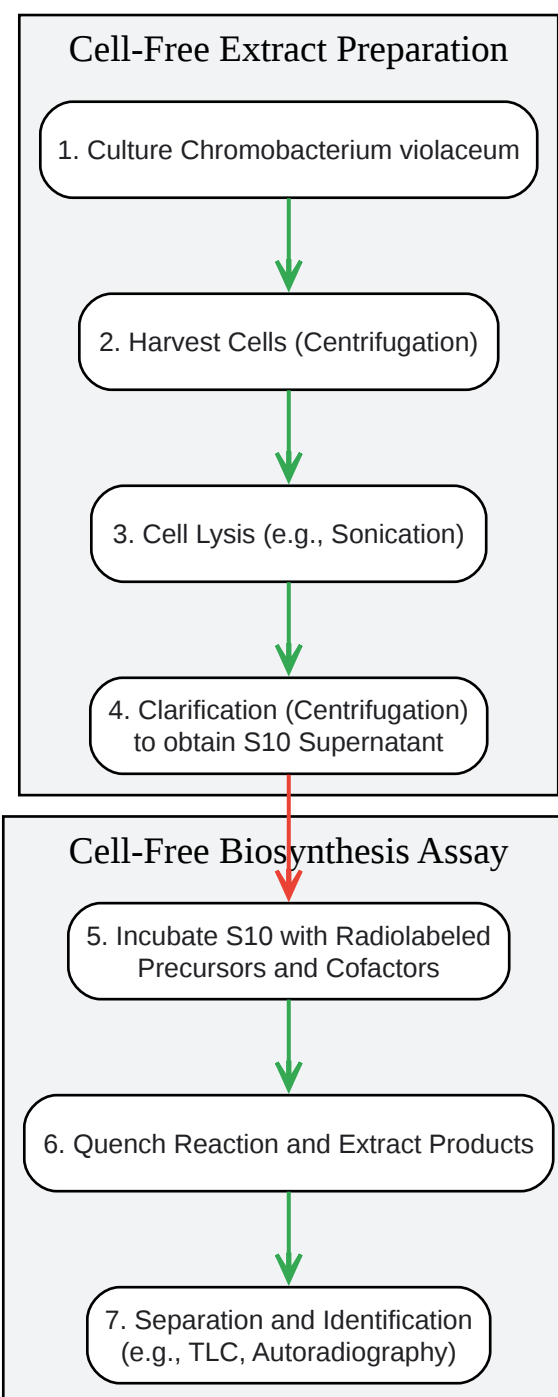 Cell-Free Extract Preparation
1. Culture Chromobacterium violaceum
2. Harvest Cells (Centrifugation)
3. Cell Lysis (e.g., Sonication)
4. Clarification (Centrifugation)
to obtain S10 Supernatant
Cell-Free Biosynthesis Assay
5. Incubate S10 with Radiolabeled
Precursors and Cofactors
6. Quench Reaction and Extract Products
7. Separation and Identification
(e.g., TLC, Autoradiography)